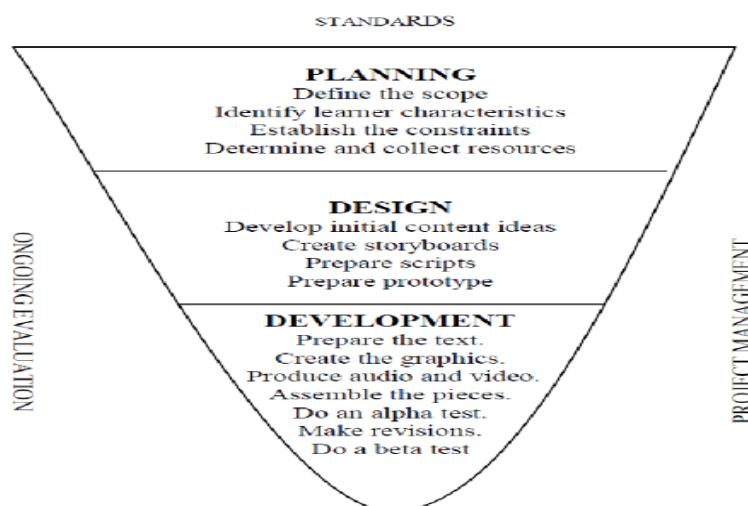 STANDARDS
PLANNING
Define the scope
Identify learner characteristics
Establish the constraints
Determine and collect resources
DESIGN
Develop initial content ideas
Create storyboards
Prepare scripts
Prepare prototype
DEVELOPMENT
Prepare the text.
Create the graphics.
Produce audio and video.
Assemble the pieces.
Do an alpha test.
Make revisions.
Do a beta test
ONGOING EVALUATION
PROJECT MANAGEMENT